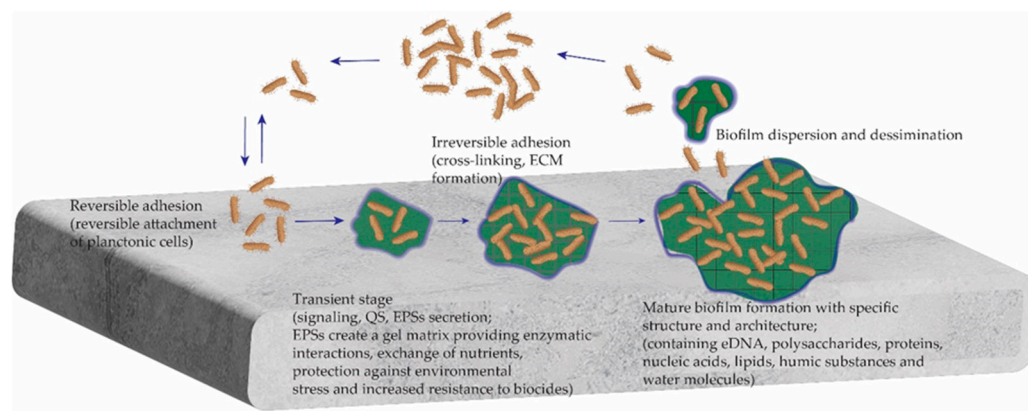 Biofilm dispersion and dessimination
Irreversible adhesion
(cross-linking, ECM
formation)
Reversible adhesion
(reversible attachment
of planctonic cells)
Transient stage
(signaling, QS, EPSs secretion;
EPSs create a gel matrix providing enzymatic
interactions, exchange of nutrients,
protection against environmental
stress and increased resistance to biocides)
Mature biofilm formation with specific
structure and architecture;
(containing eDNA, polysaccharides, proteins,
nucleic acids, lipids, humic substances and
water molecules)